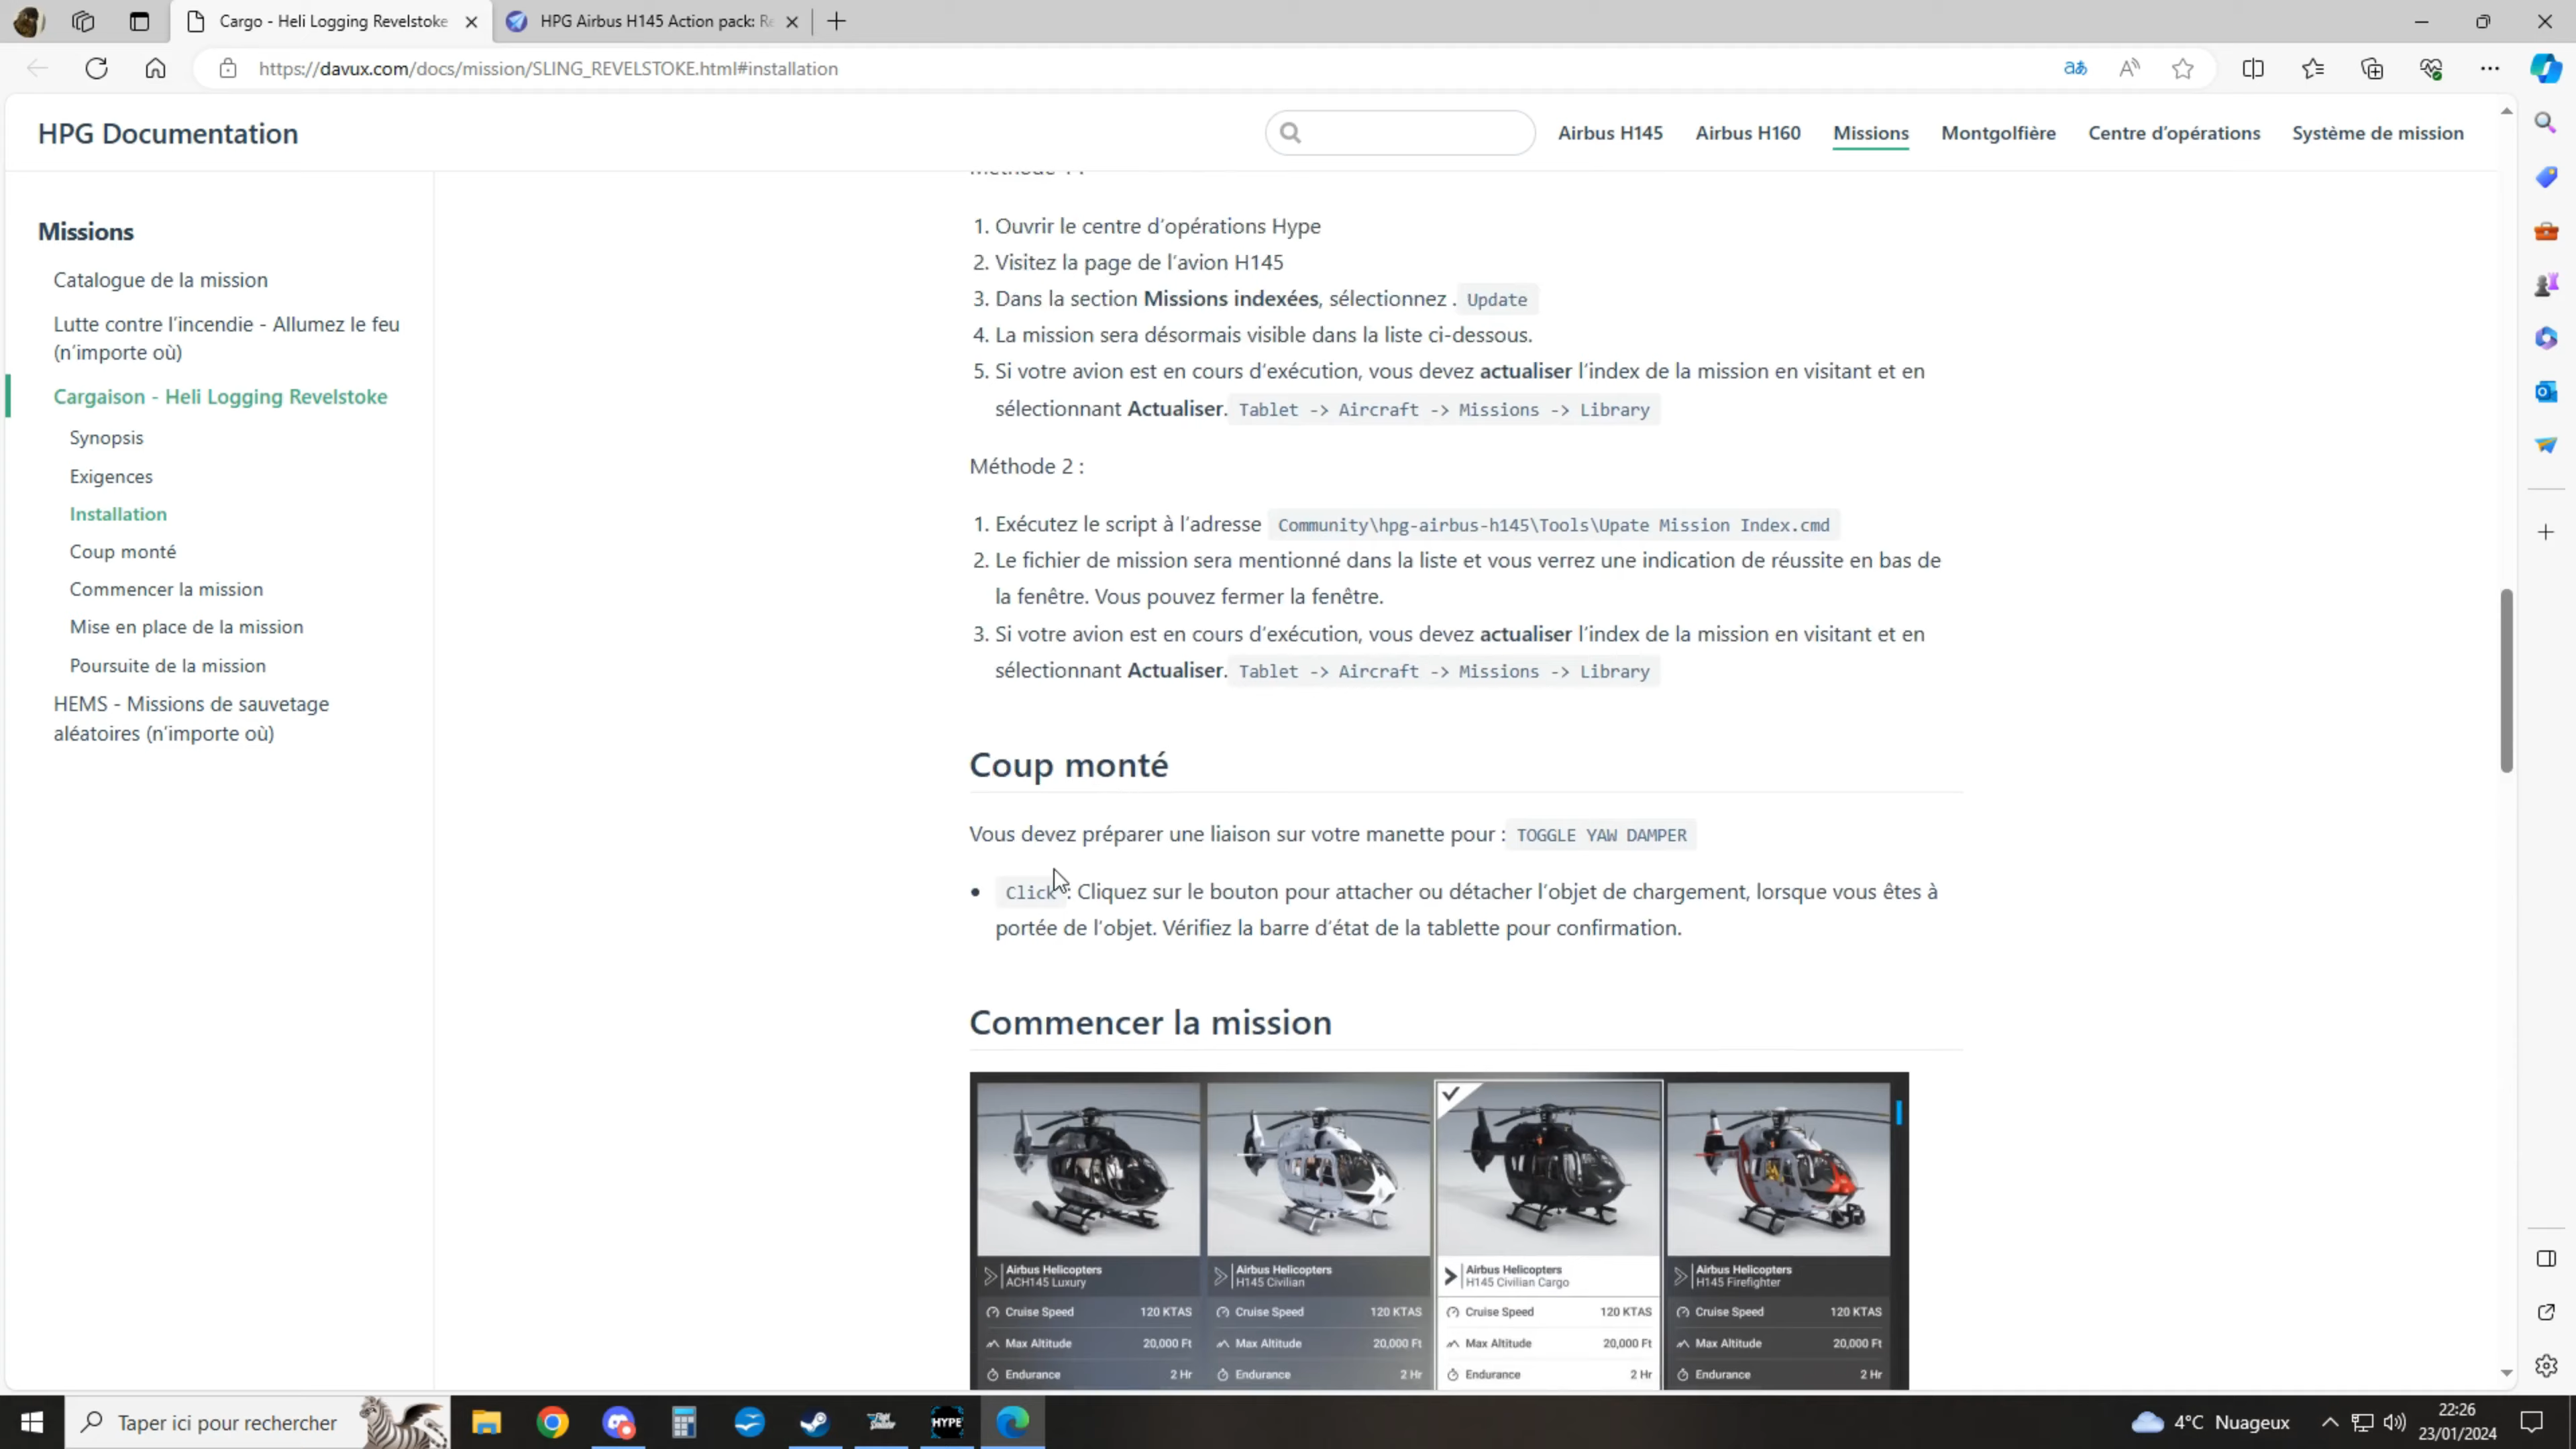 Cargo - Heli Logging Revelstoke
HPG Airbus H145 Action pack: Re
https://davux.com/docs/mission/SLING_REVELSTOKE.html#installation
HPG Documentation
Airbus H145
Airbus H160
Missions
Montgolfière
Centre d'opérations
Système de mission
Missions
Catalogue de la mission
Lutte contre l'incendie - Allumez le feu
(n'importe où)
Cargaison - Heli Logging Revelstoke
Synopsis
Exigences
Installation
Coup monté
Commencer la mission
Mise en place de la mission
Poursuite de la mission
HEMS - Missions de sauvetage
aléatoires (n'importe où)
1. Ouvrir le centre d'opérations Hype
2. Visitez la page de l'avion H145
3. Dans la section Missions indexées, sélectionnez . Update
4. La mission sera désormais visible dans la liste ci-dessous.
5. Si votre avion est en cours d'exécution, vous devez actualiser l'index de la mission en visitant et en
sélectionnant Actualiser. Tablet -> Aircraft -> Missions -> Library
Méthode 2 :
1. Exécutez le script à l'adresse Community\hpg-airbus-h145\Tools\Upate Mission Index.cmd
2. Le fichier de mission sera mentionné dans la liste et vous verrez une indication de réussite en bas de
la fenêtre. Vous pouvez fermer la fenêtre.
3. Si votre avion est en cours d'exécution, vous devez actualiser l'index de la mission en visitant et en
sélectionnant Actualiser. Tablet -> Aircraft -> Missions -> Library
Coup monté
Vous devez préparer une liaison sur votre manette pour : TOGGLE YAW DAMPER
• Click : Cliquez sur le bouton pour attacher ou détacher l'objet de chargement, lorsque vous êtes à
portée de l'objet. Vérifiez la barre d'état de la tablette pour confirmation.
Commencer la mission
Airbus Helicopters
ACH145 Luxury
Cruise Speed 120 KTAS
Max Altitude 20,000 Ft
Endurance 2 Hr
Airbus Helicopters
H145 Civilian
Cruise Speed 120 KTAS
Max Altitude 20,000 Ft
Endurance 2 Hr
Airbus Helicopters
H145 Civilian Cargo
Cruise Speed 120 KTAS
Max Altitude 20,000 Ft
Endurance 2 Hr
Airbus Helicopters
H145 Firefighter
Cruise Speed 120 KTAS
Max Altitude 20,000 Ft
Endurance 2 Hr
Taper ici pour rechercher
HYPE
4°C Nuageux
22:26
23/01/2024